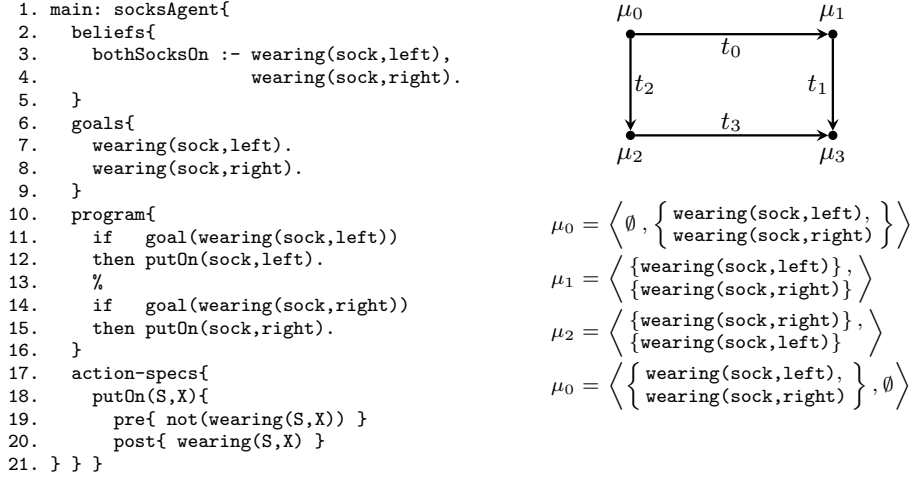 1. main: socksAgent{
2. beliefs{
3. bothSocksOn :- wearing(sock,left),
4. wearing(sock,right).
5. }
6. goals{
7. wearing(sock,left).
8. wearing(sock,right).
9. }
10. program{
11. if goal(wearing(sock,left))
12. then putOn(sock,left).
13. %
14. if goal(wearing(sock,right))
15. then putOn(sock,right).
16. }
17. action-specs{
18. putOn(S,X){
19. pre{ not(wearing(S,X)) }
20. post{ wearing(S,X) }
21. } } }
μ₀ μ₁
t₀
t₂ t₁
t₃
μ₂ μ₃
μ₀ = ⟨ ∅ , { wearing(sock,left),
wearing(sock,right) } ⟩
μ₁ = ⟨ {wearing(sock,left)} ,
{wearing(sock,right)} ⟩
μ₂ = ⟨ {wearing(sock,right)} ,
{wearing(sock,left)} ⟩
μ₀ = ⟨ { wearing(sock,left),
wearing(sock,right) } , ∅ ⟩